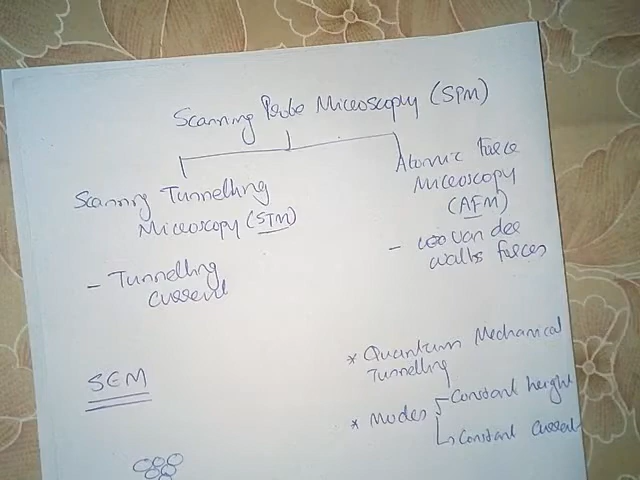 Scanning Probe Microscopy (SPM)
Scanning Tunnelling
Microscopy (STM)
- Tunnelling
current
Atomic Force
Microscopy
(AFM)
- van der
walls forces
SEM
* Quantum Mechanical
Tunnelling
* Modes
Constant height
Constant current